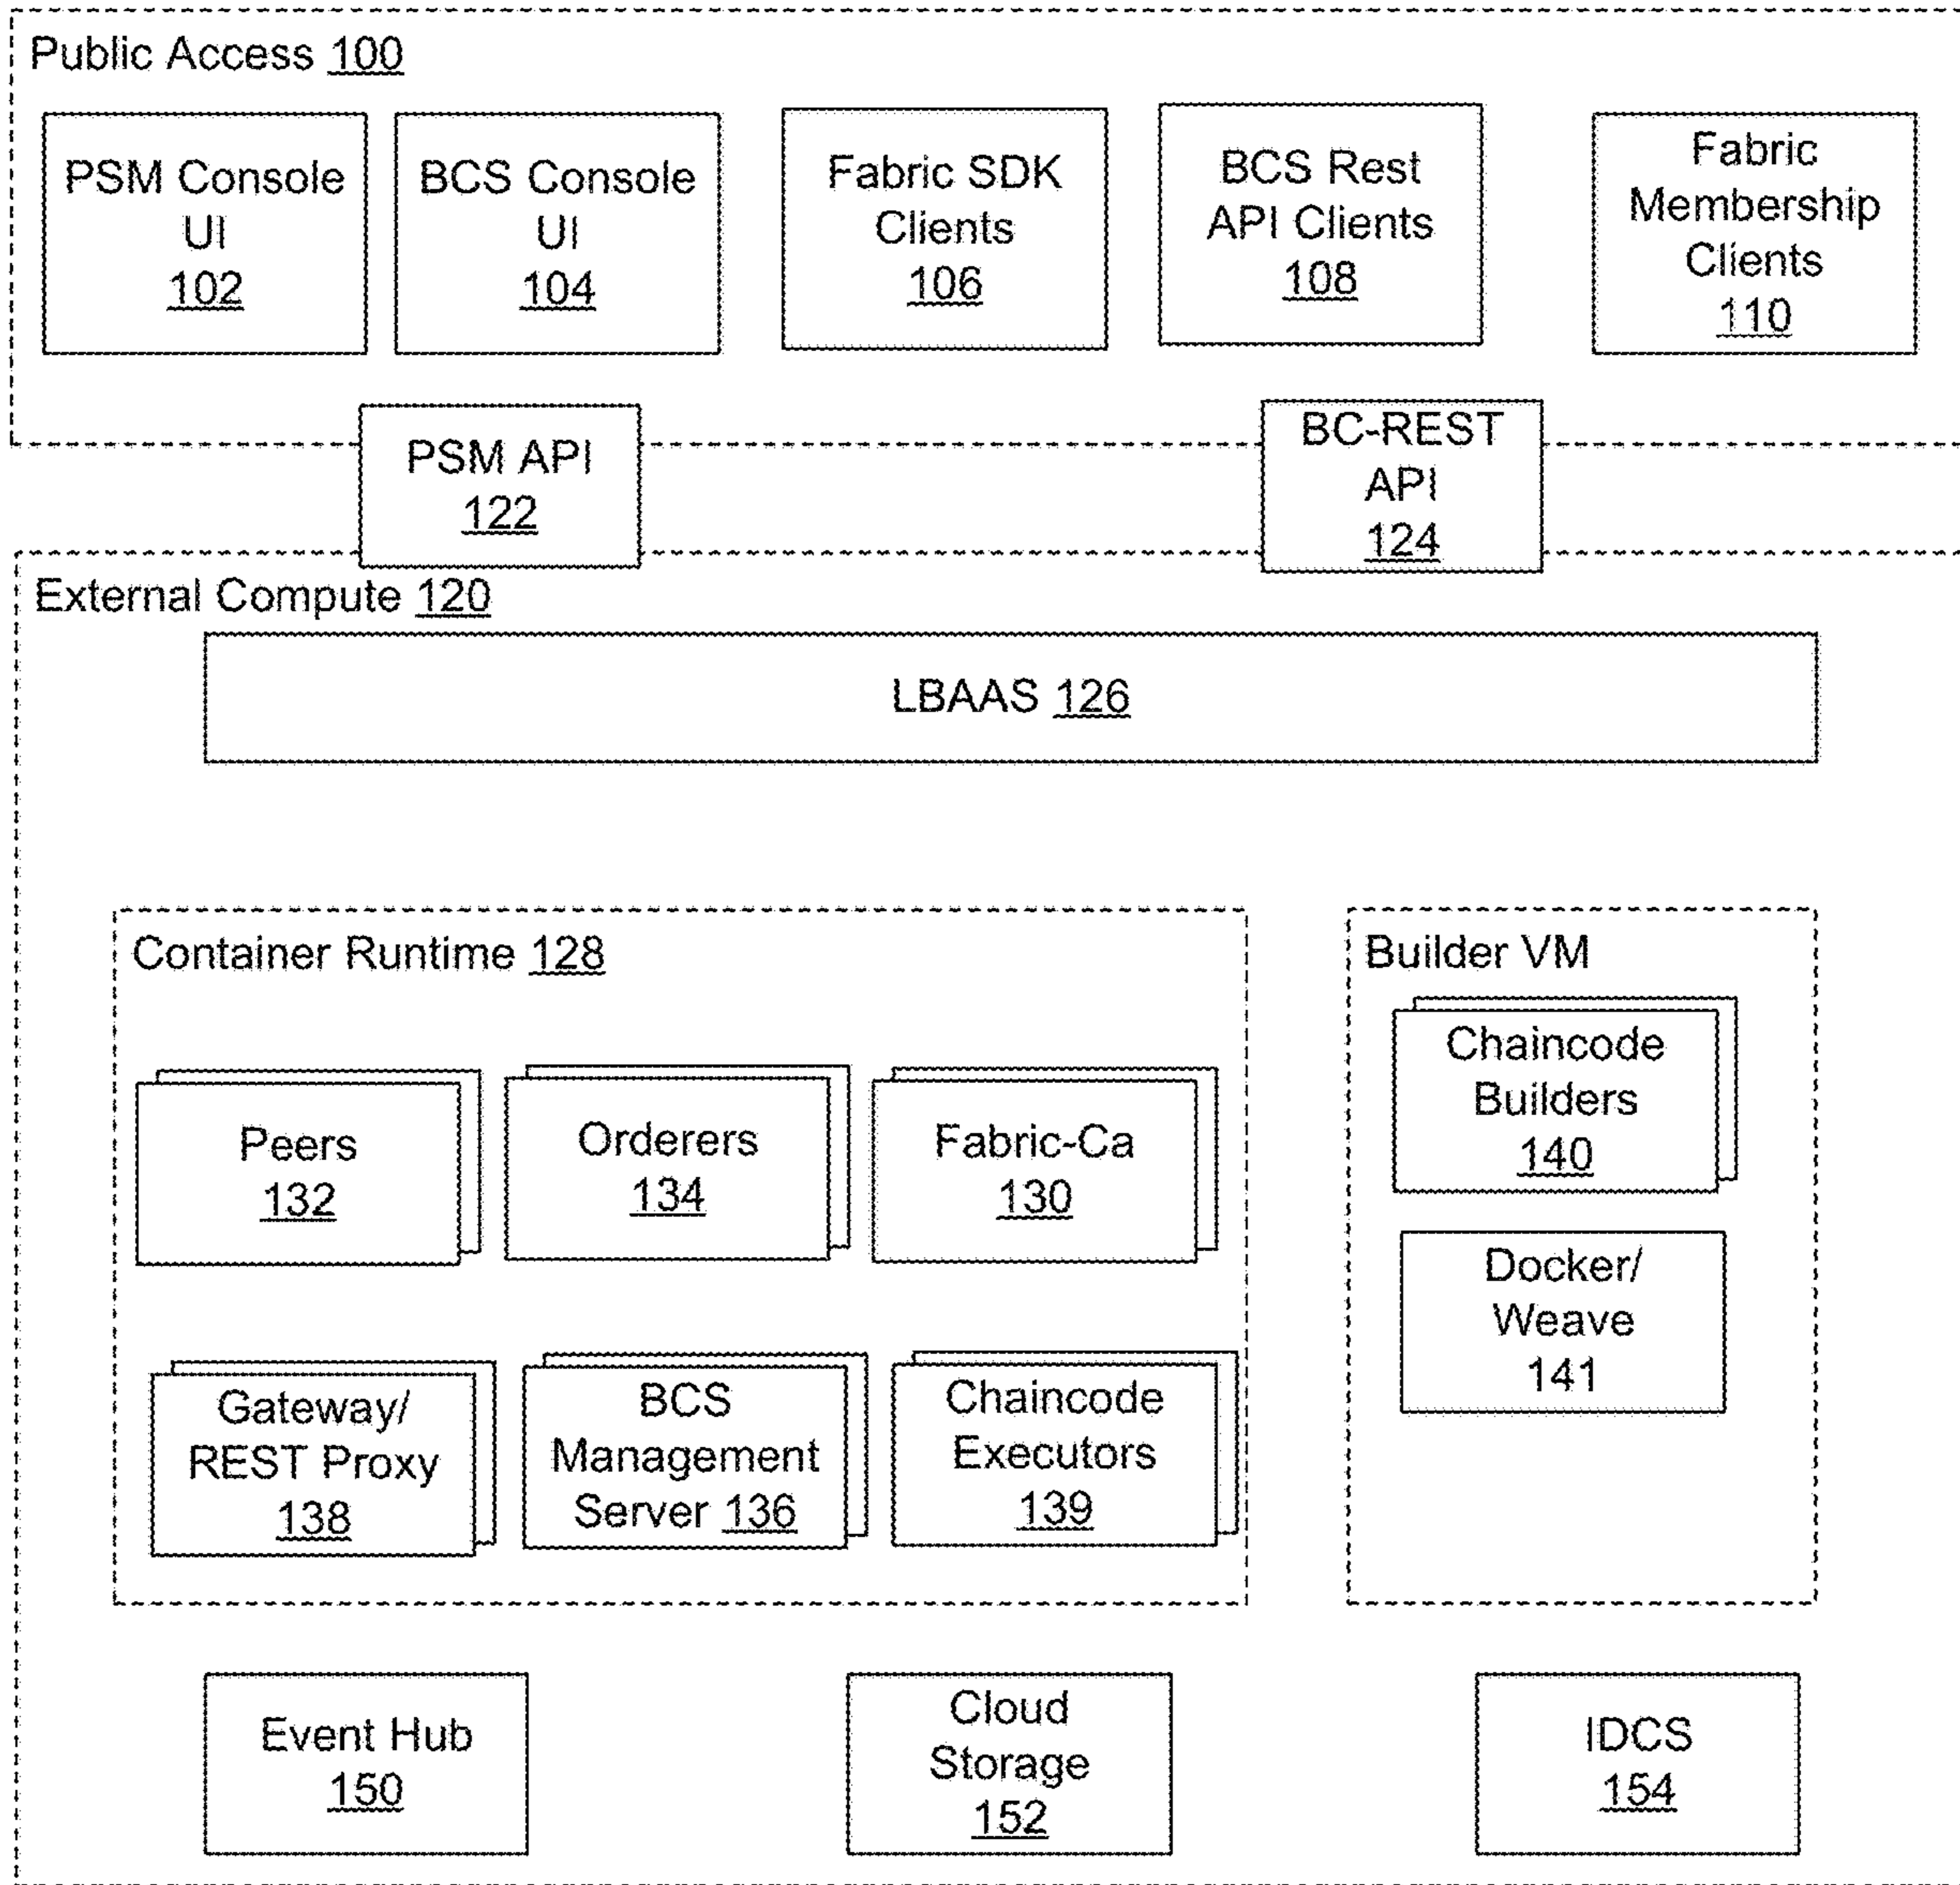 Public Access 100
PSM Console
UI
102
BCS Console
UI
104
Fabric SDK
Clients
106
BCS Rest
API Clients
108
Fabric
Membership
Clients
110
PSM API
122
BC-REST
API
124
External Compute 120
LBAAS 126
Container Runtime 128
Peers
132
Orderers
134
Fabric-Ca
130
Gateway/
REST Proxy
138
BCS
Management
Server 136
Chaincode
Executors
139
Builder VM
Chaincode
Builders
140
Docker/
Weave
141
Event Hub
150
Cloud
Storage
152
IDCS
154